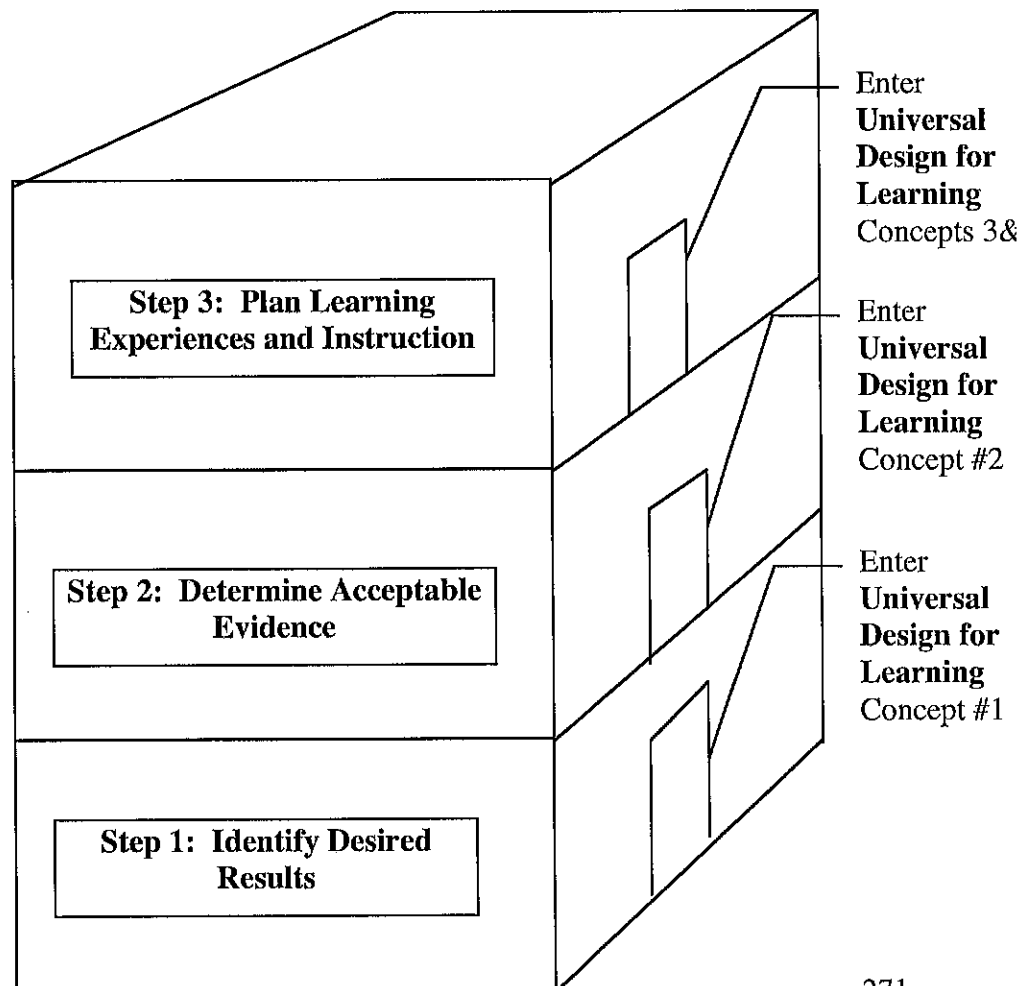 Enter
Universal
Design for
Learning
Concepts 3&
Step 3: Plan Learning
Experiences and Instruction
Enter
Universal
Design for
Learning
Concept #2
Step 2: Determine Acceptable
Evidence
Enter
Universal
Design for
Learning
Concept #1
Step 1: Identify Desired
Results
271